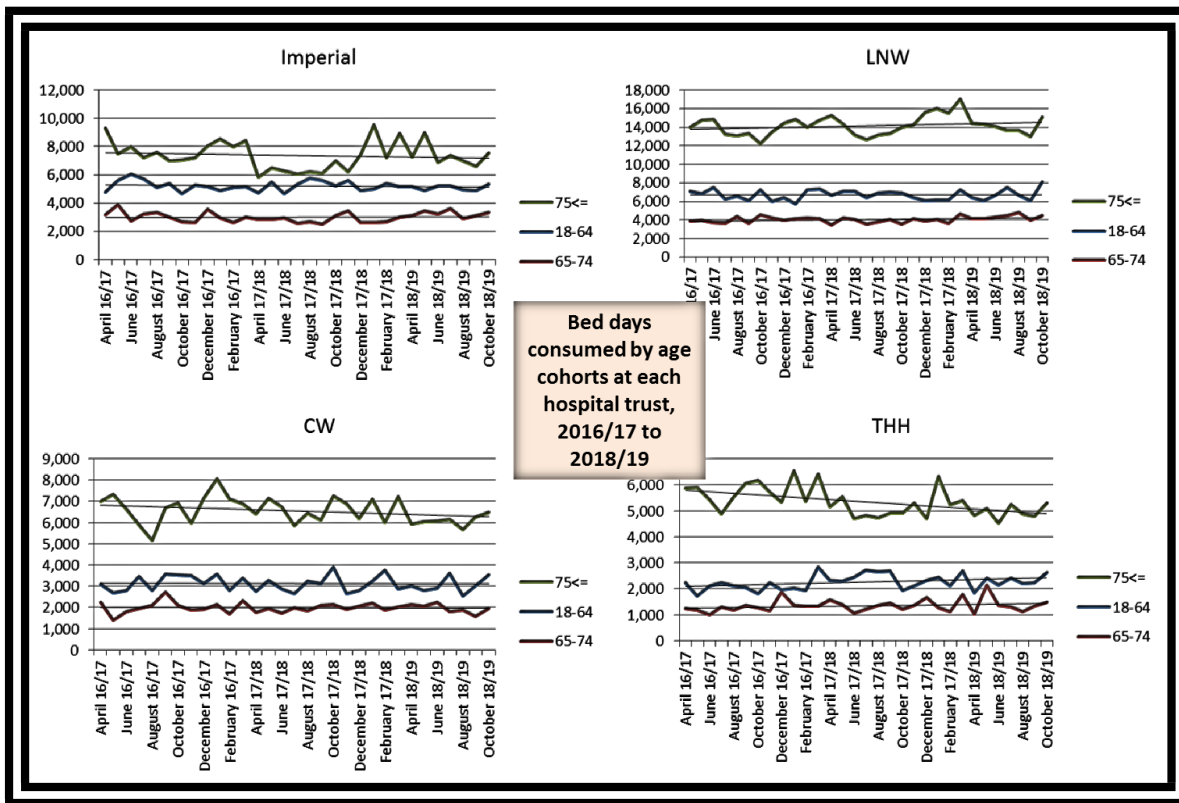 Imperial
12,000
10,000
8,000
6,000
4,000
2,000
0
75<=
18-64
65-74
April 16/17
June 16/17
August 16/17
October 16/17
December 16/17
February 16/17
April 17/18
June 17/18
August 17/18
October 17/18
December 17/18
February 17/18
April 18/19
June 18/19
August 18/19
October 18/19
LNW
18,000
16,000
14,000
12,000
10,000
8,000
6,000
4,000
2,000
0
75<=
18-64
65-74
16/17
June 16/17
August 16/17
October 16/17
December 16/17
February 16/17
April 17/18
June 17/18
August 17/18
October 17/18
December 17/18
February 17/18
April 18/19
June 18/19
August 18/19
October 18/19
Bed days
consumed by age
cohorts at each
hospital trust,
2016/17 to
2018/19
CW
9,000
8,000
7,000
6,000
5,000
4,000
3,000
2,000
1,000
0
75<=
18-64
65-74
April 16/17
June 16/17
August 16/17
October 16/17
December 16/17
February 16/17
April 17/18
June 17/18
August 17/18
October 17/18
December 17/18
February 17/18
April 18/19
June 18/19
August 18/19
October 18/19
THH
6,000
5,000
4,000
3,000
2,000
1,000
0
75<=
18-64
65-74
April 16/17
June 16/17
August 16/17
October 16/17
December 16/17
February 16/17
April 17/18
June 17/18
August 17/18
October 17/18
December 17/18
February 17/18
April 18/19
June 18/19
August 18/19
October 18/19